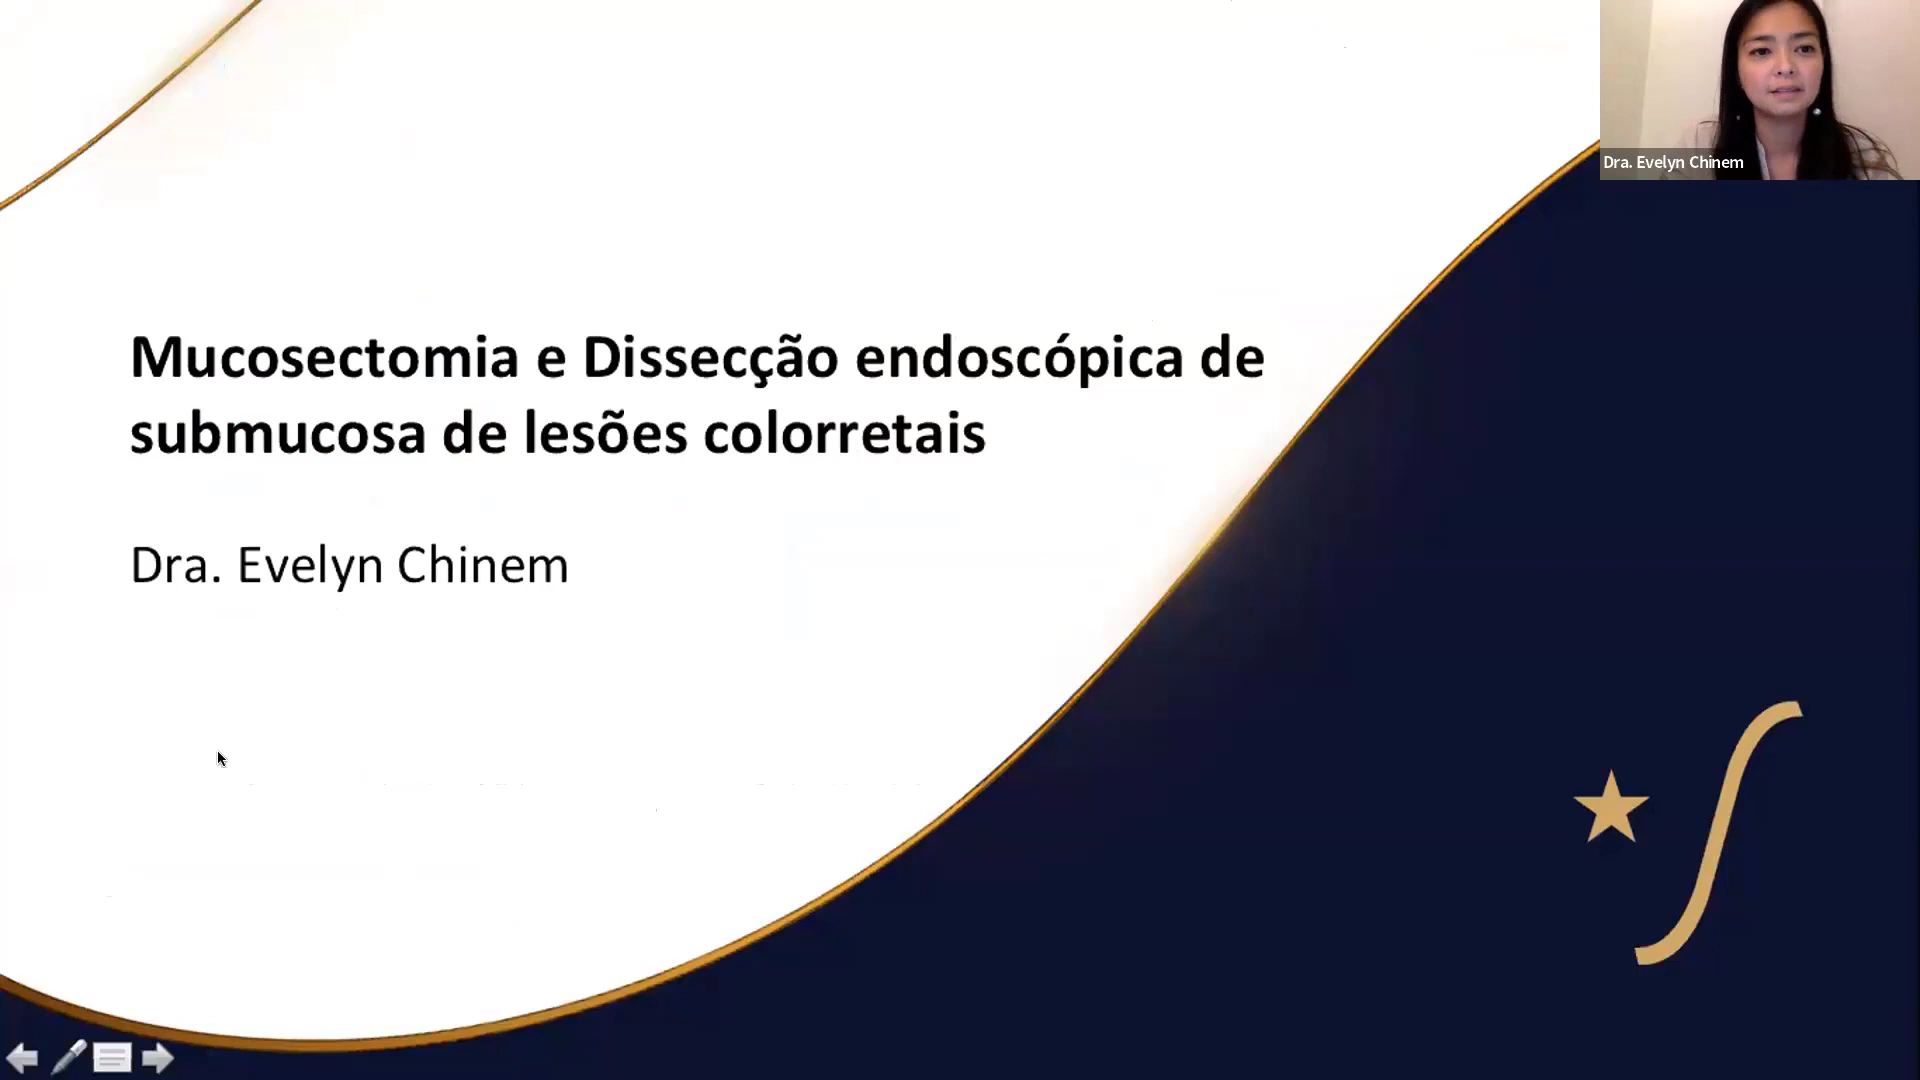 Dra. Evelyn Chinem
Mucosectomia e Dissecção endoscópica de
submucosa de lesões colorretais
Dra. Evelyn Chinem